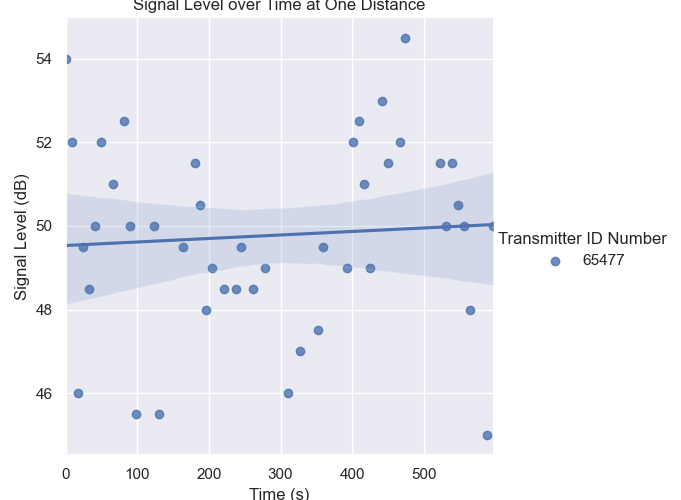 Signal Level over Time at One Distance
54
52
50
48
46
Signal Level (dB)
0 100 200 300 400 500
Time (s)
Transmitter ID Number
65477